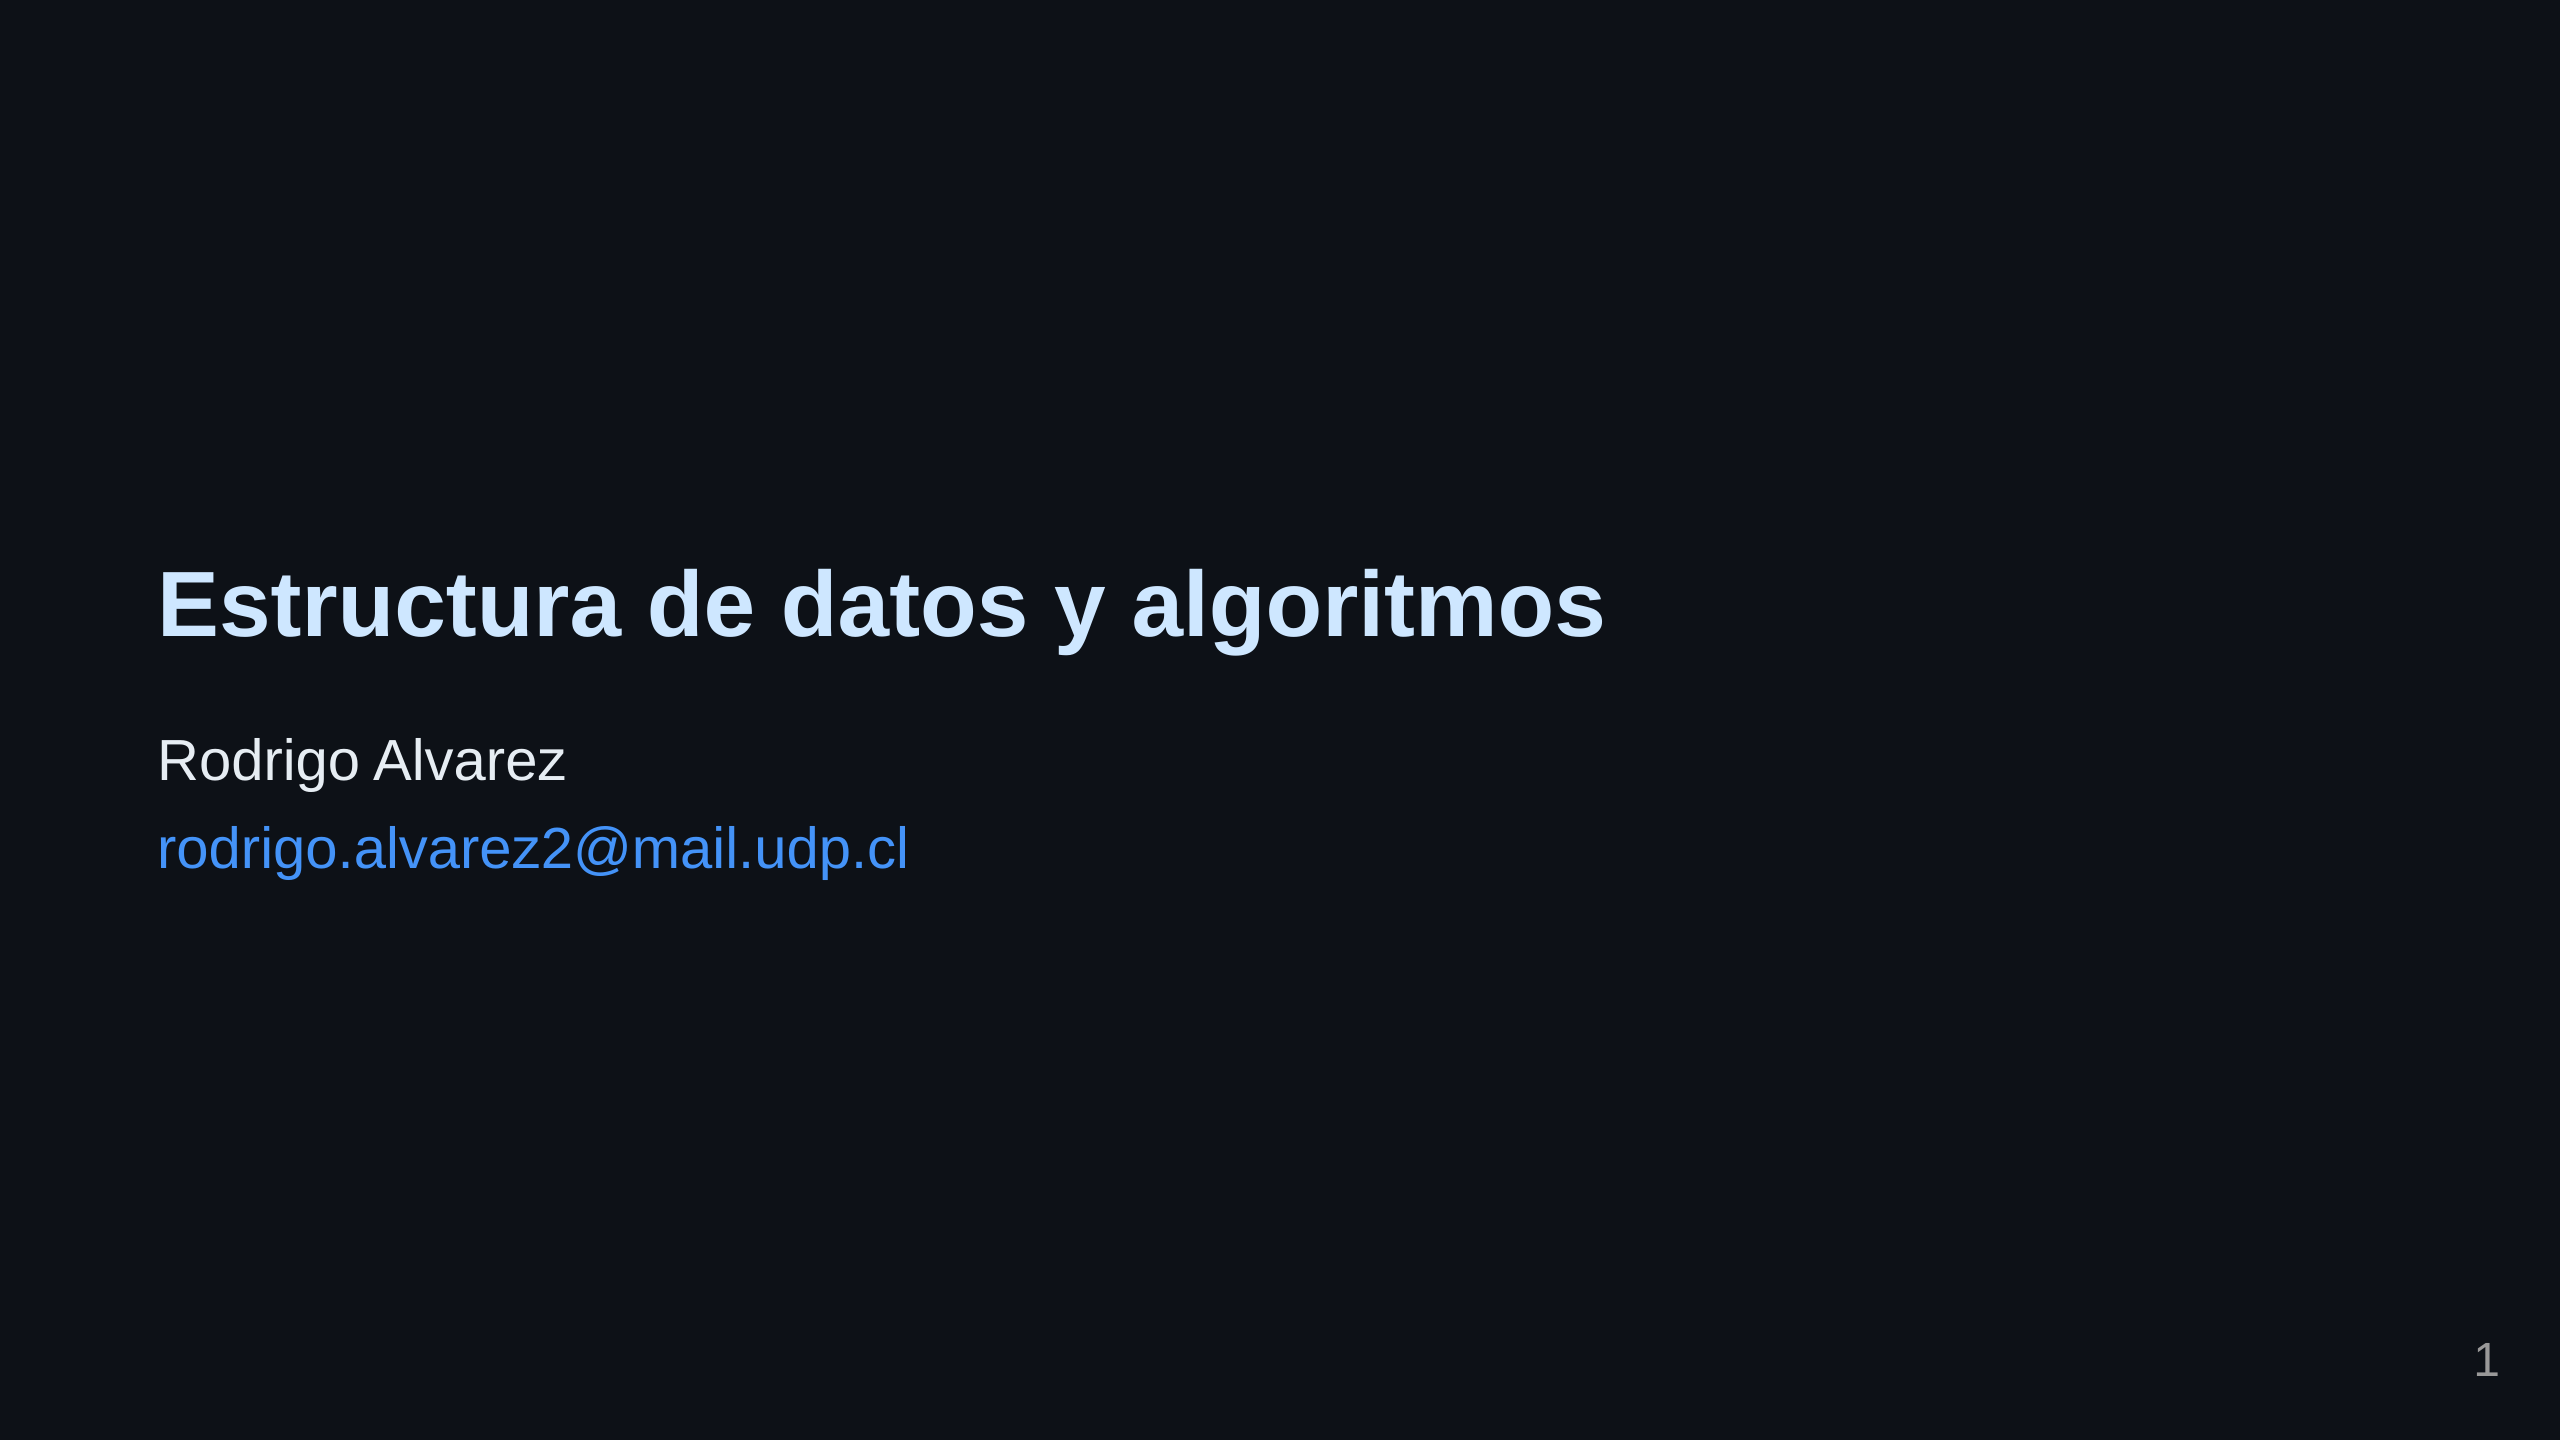 Estructura de datos y algoritmos
Rodrigo Alvarez
rodrigo.alvarez2@mail.udp.cl
1